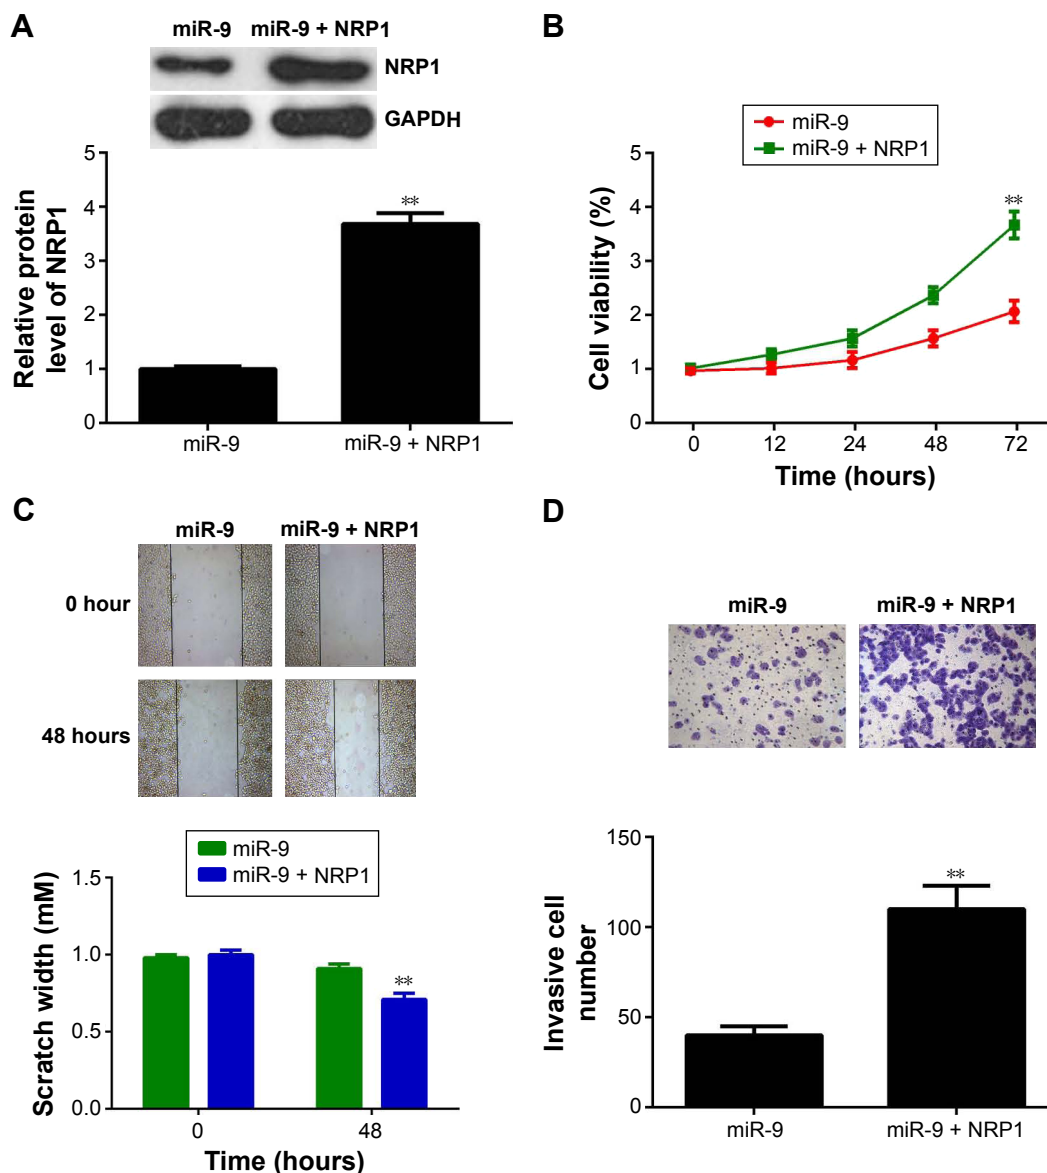 A
miR-9 miR-9 + NRP1
NRP1
GAPDH
Relative protein
level of NRP1
5
4
3
2
1
0
**
miR-9 miR-9 + NRP1
B
miR-9
miR-9 + NRP1
Cell viability (%)
5
4
3
2
1
0
**
0 12 24 48 72
Time (hours)
C
miR-9 miR-9 + NRP1
0 hour
48 hours
miR-9
miR-9 + NRP1
Scratch width (mM)
1.5
1.0
0.5
0.0
**
0 48
Time (hours)
D
miR-9 miR-9 + NRP1
Invasive cell
number
150
100
50
0
**
miR-9 miR-9 + NRP1